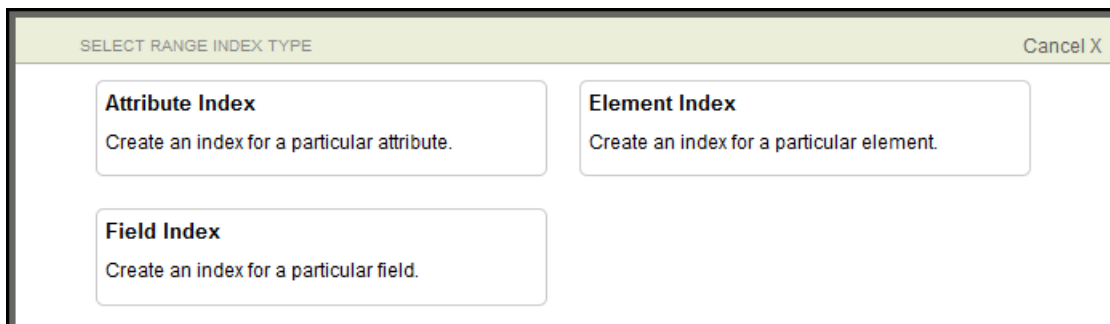 SELECT RANGE INDEX TYPE
Cancel X
Attribute Index
Create an index for a particular attribute.
Element Index
Create an index for a particular element.
Field Index
Create an index for a particular field.